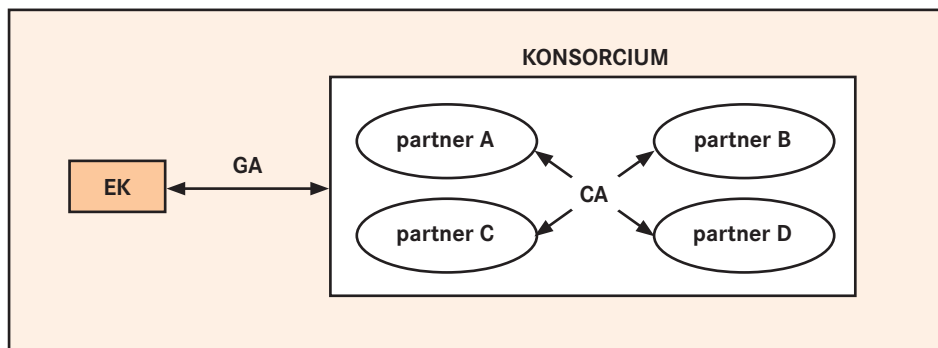 KONSORCIUM
partner A
partner B
GA
EK
CA
partner C
partner D